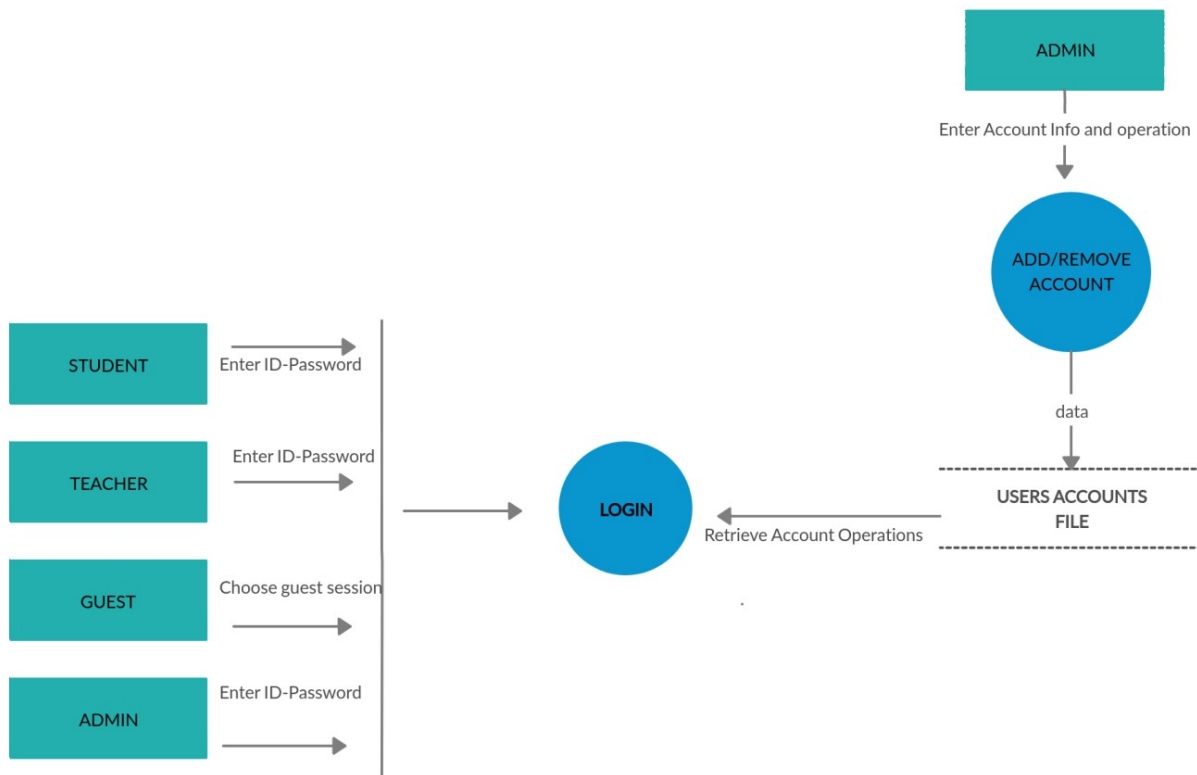 ADMIN
Enter Account Info and operation
ADD/REMOVE
ACCOUNT
data
USERS ACCOUNTS
FILE
STUDENT
Enter ID-Password
TEACHER
Enter ID-Password
GUEST
Choose guest session
ADMIN
Enter ID-Password
LOGIN
Retrieve Account Operations